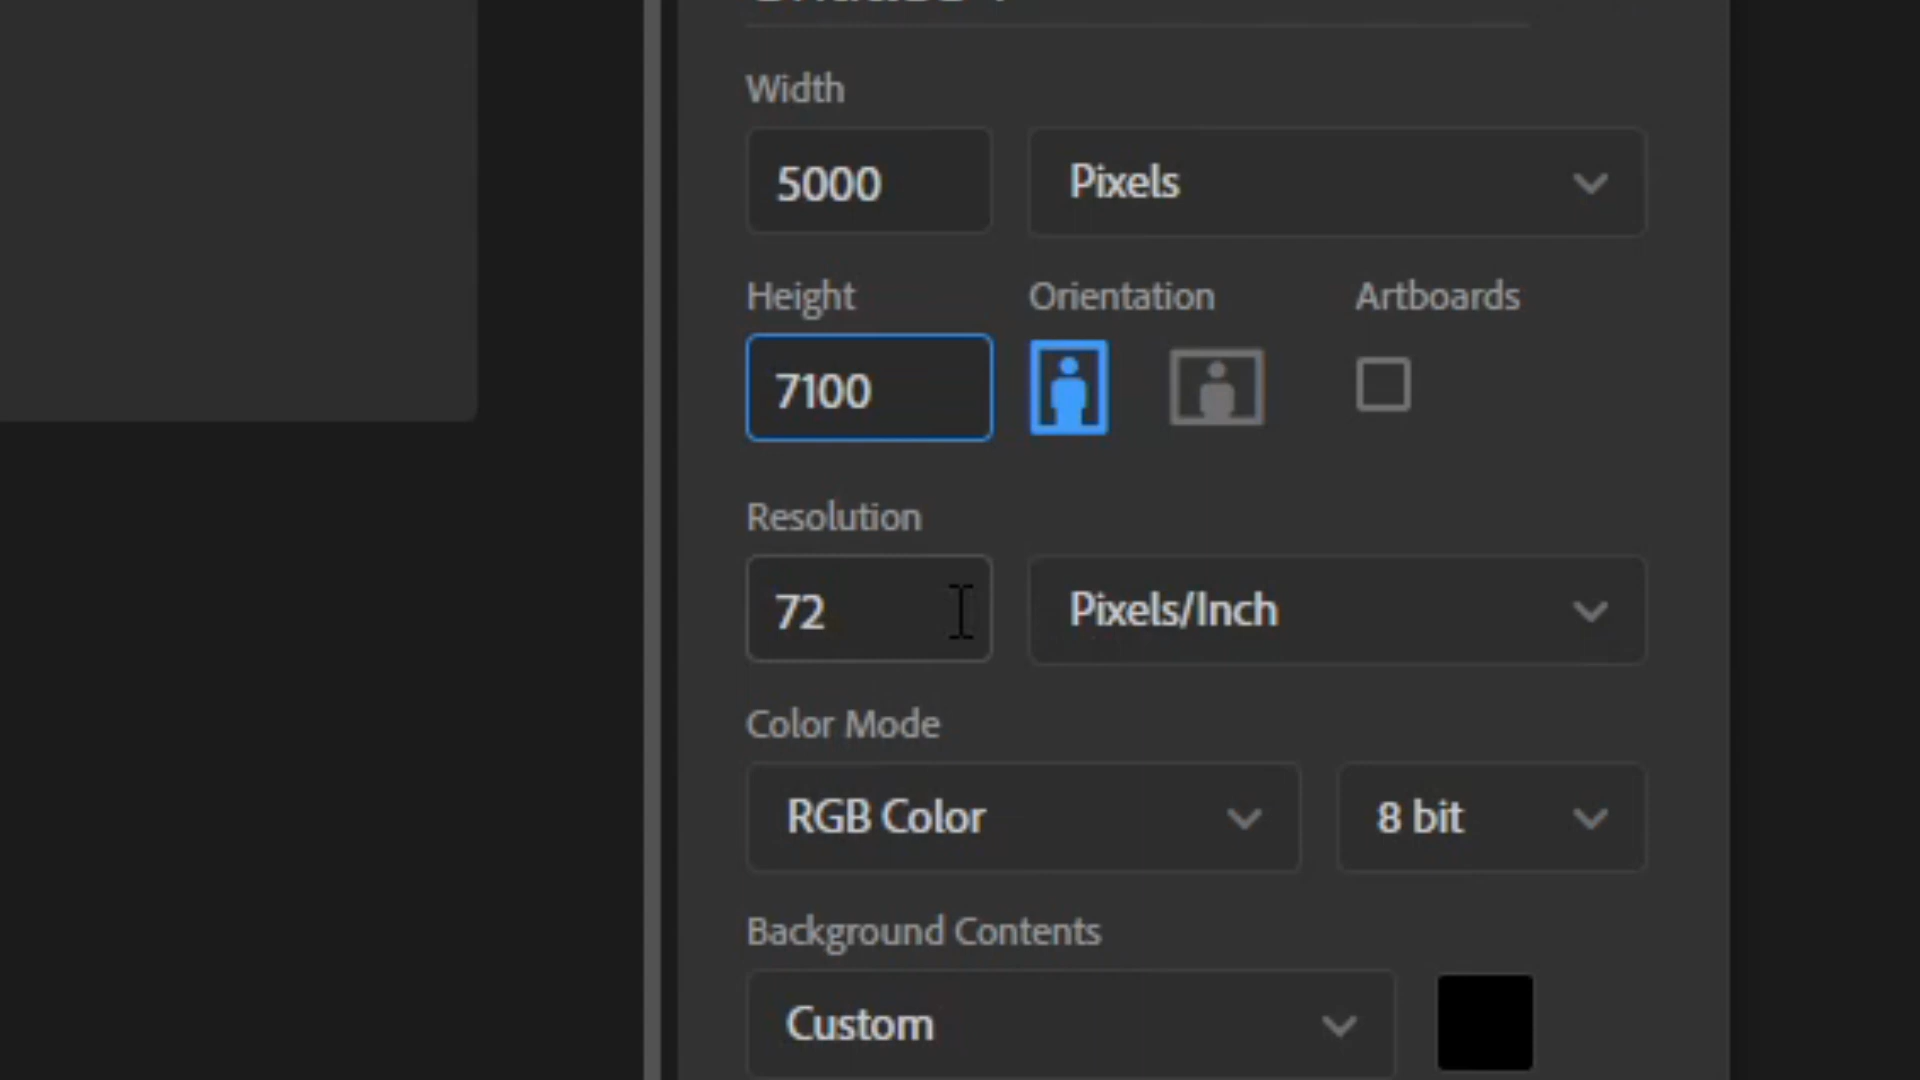 Width
5000 Pixels
Height Orientation Artboards
7100
Resolution
72 Pixels/Inch
Color Mode
RGB Color 8 bit
Background Contents
Custom